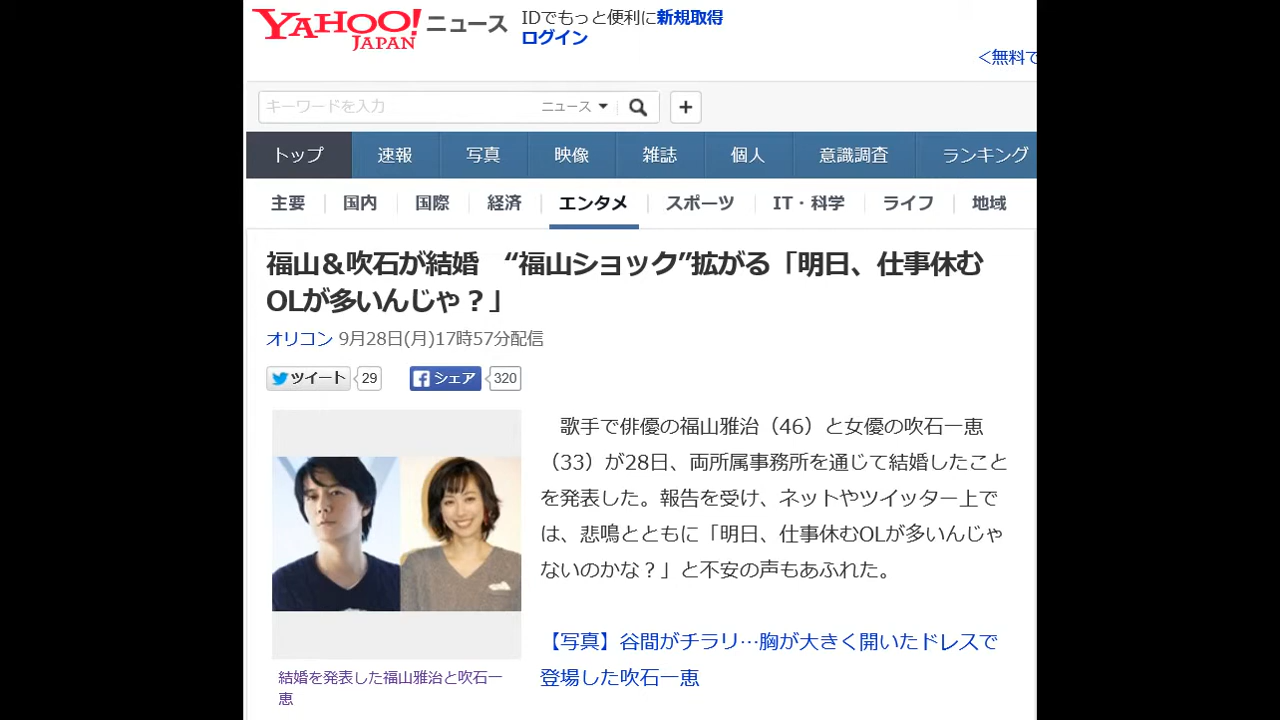 YAHOO! JAPAN ニュース
IDでもっと便利に新規取得
ログイン
<無料で
キーワードを入力 ニュース
トップ 速報 写真 映像 雑誌 個人 意識調査 ランキング
主要 国内 国際 経済 エンタメ スポーツ IT・科学 ライフ 地域
福山＆吹石が結婚　“福山ショック”拡がる「明日、仕事休む
OLが多いんじゃ？」
オリコン 9月28日(月)17時57分配信
ツイート 29 シェア 320
歌手で俳優の福山雅治（46）と女優の吹石一恵
（33）が28日、両所属事務所を通じて結婚したこと
を発表した。報告を受け、ネットやツイッター上で
は、悲鳴とともに「明日、仕事休むOLが多いんじゃ
ないのかな？」と不安の声もあふれた。
【写真】谷間がチラリ…胸が大きく開いたドレスで
登場した吹石一恵
結婚を発表した福山雅治と吹石一
恵